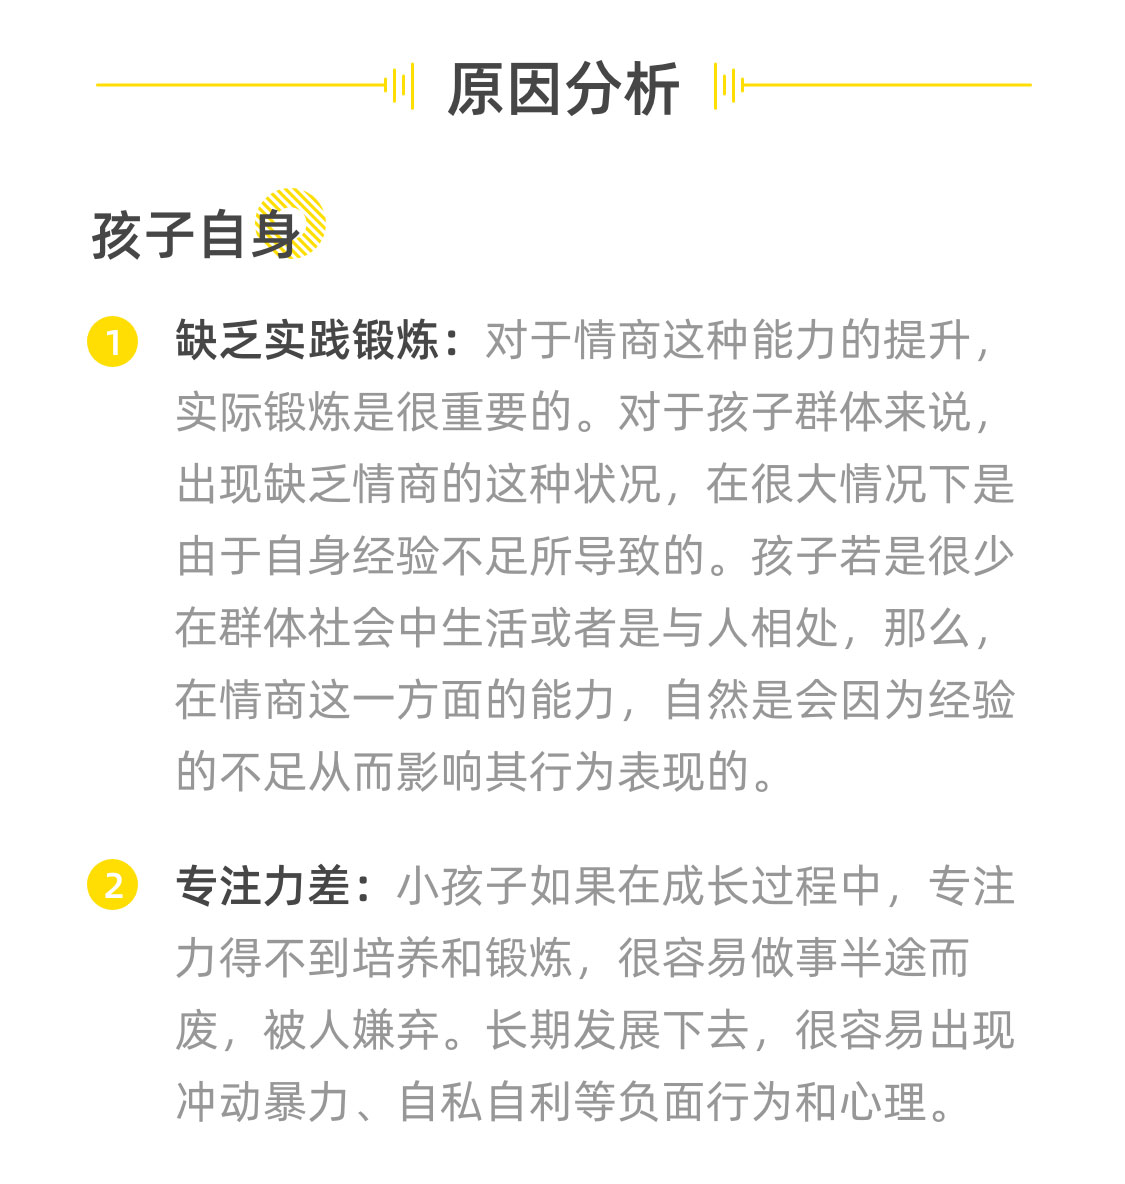 原因分析
孩子自身
1 缺乏实践锻炼：对于情商这种能力的提升，
实际锻炼是很重要的。对于孩子群体来说，
出现缺乏情商的这种状况，在很大情况下是
由于自身经验不足所导致的。孩子若是很少
在群体社会中生活或者是与人相处，那么，
在情商这一方面的能力，自然是会因为经验
的不足从而影响其行为表现的。
2 专注力差：小孩子如果在成长过程中，专注
力得不到培养和锻炼，很容易做事半途而
废，被人嫌弃。长期发展下去，很容易出现
冲动暴力、自私自利等负面行为和心理。